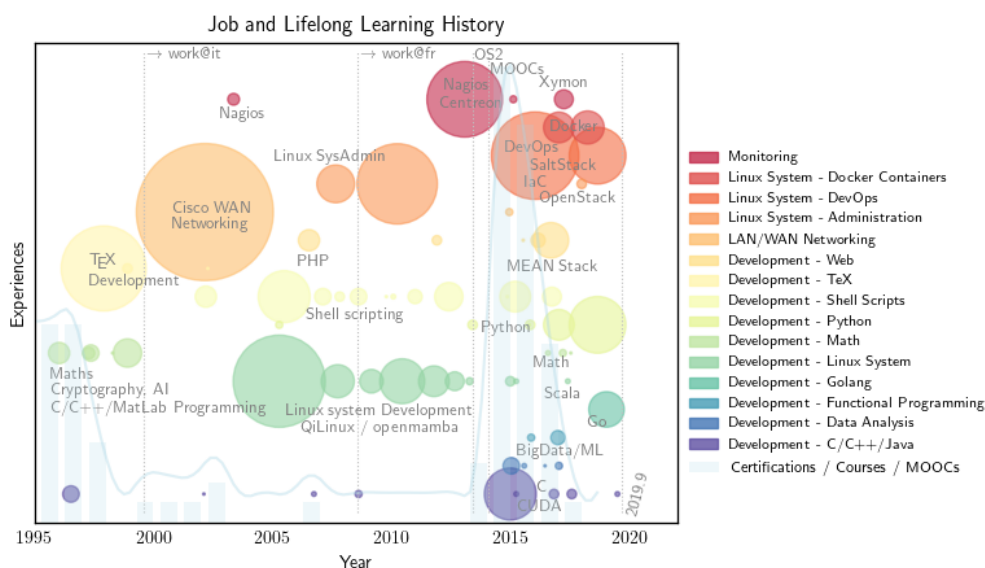 Job and Lifelong Learning History
→ work@it
→ work@fr
OS2
MOOCs
Xymon
Nagios
Centreon
Nagios
Docker
DevOps
Linux SysAdmin
SaltStack
IaC
OpenStack
Cisco WAN
Networking
PHP
MEAN Stack
TEX
Development
Shell scripting
Python
Math
Maths
Cryptography, AI
C/C++/MatLab Programming
Scala
Linux system Development
QiLinux / openmamba
Go
BigData/ML
C
CUDA
2019.9
Experiences
1995
2000
2005
2010
2015
2020
Year
Monitoring
Linux System - Docker Containers
Linux System - DevOps
Linux System - Administration
LAN/WAN Networking
Development - Web
Development - TeX
Development - Shell Scripts
Development - Python
Development - Math
Development - Linux System
Development - Golang
Development - Functional Programming
Development - Data Analysis
Development - C/C++/Java
Certifications / Courses / MOOCs